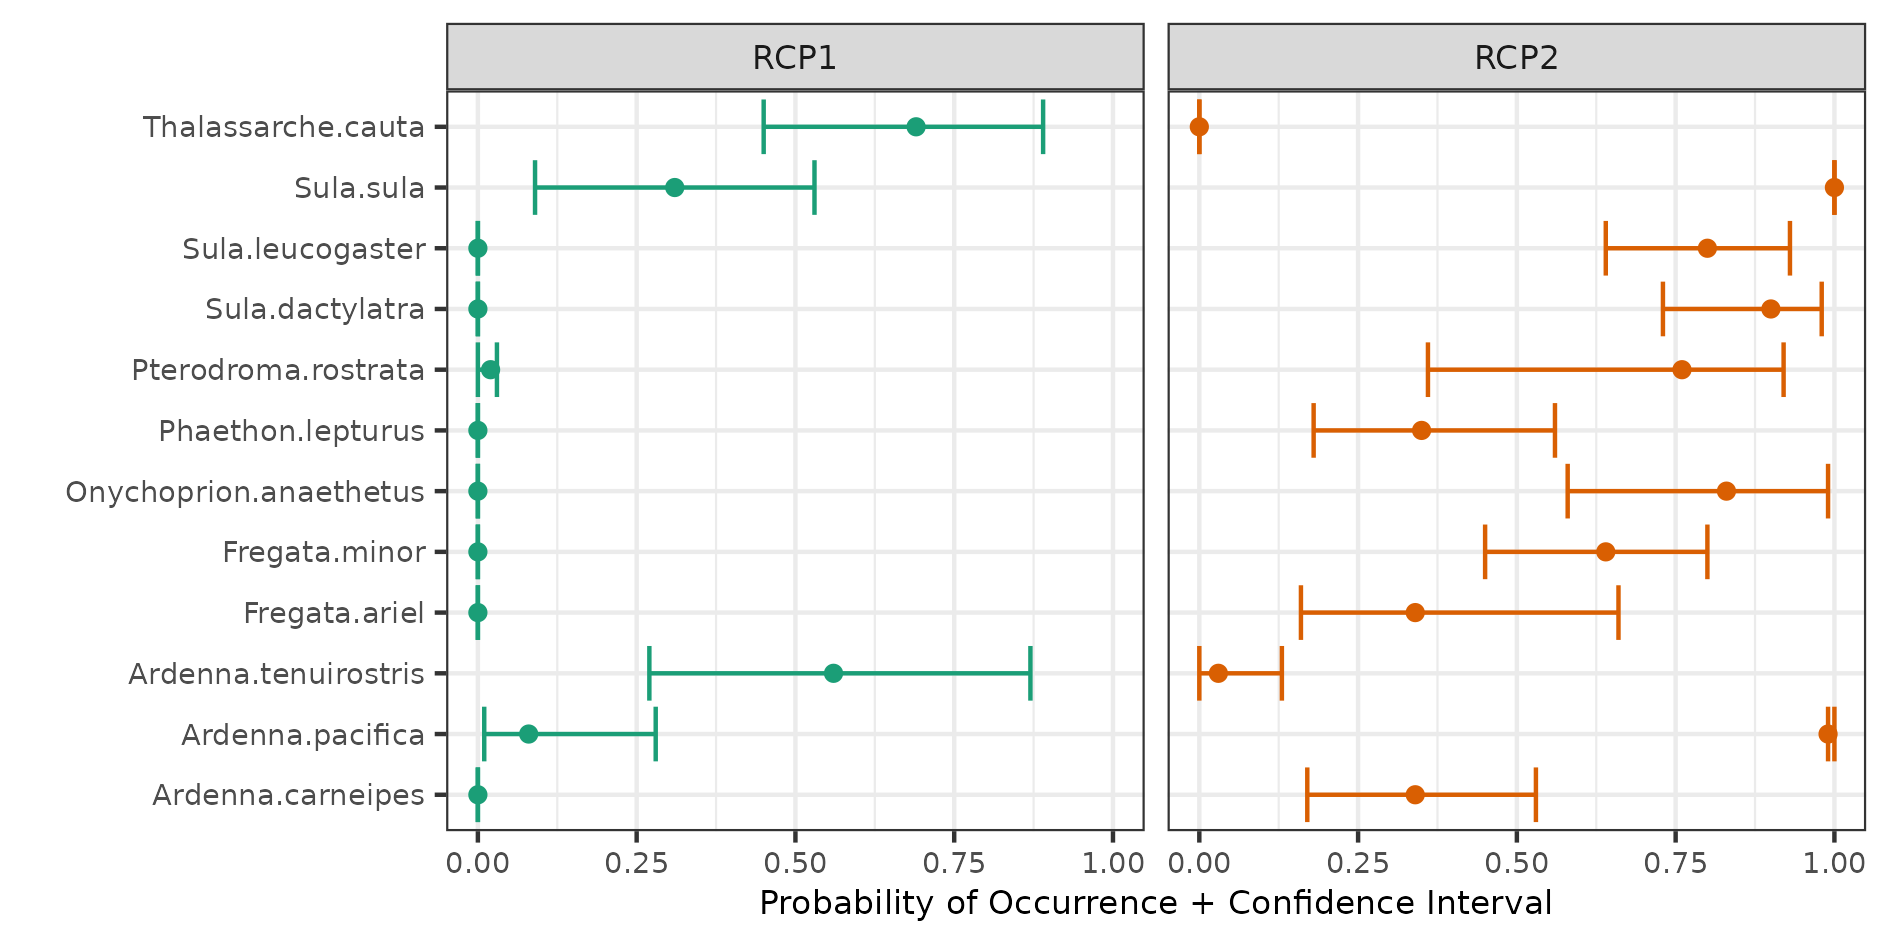 RCP1 RCP2
Thalassarche.cauta
Sula.sula
Sula.leucogaster
Sula.dactylatra
Pterodroma.rostrata
Phaethon.lepturus
Onychoprion.anaethetus
Fregata.minor
Fregata.ariel
Ardenna.tenuirostris
Ardenna.pacifica
Ardenna.carneipes
0.00 0.25 0.50 0.75 1.00 0.00 0.25 0.50 0.75 1.00
Probability of Occurrence + Confidence Interval